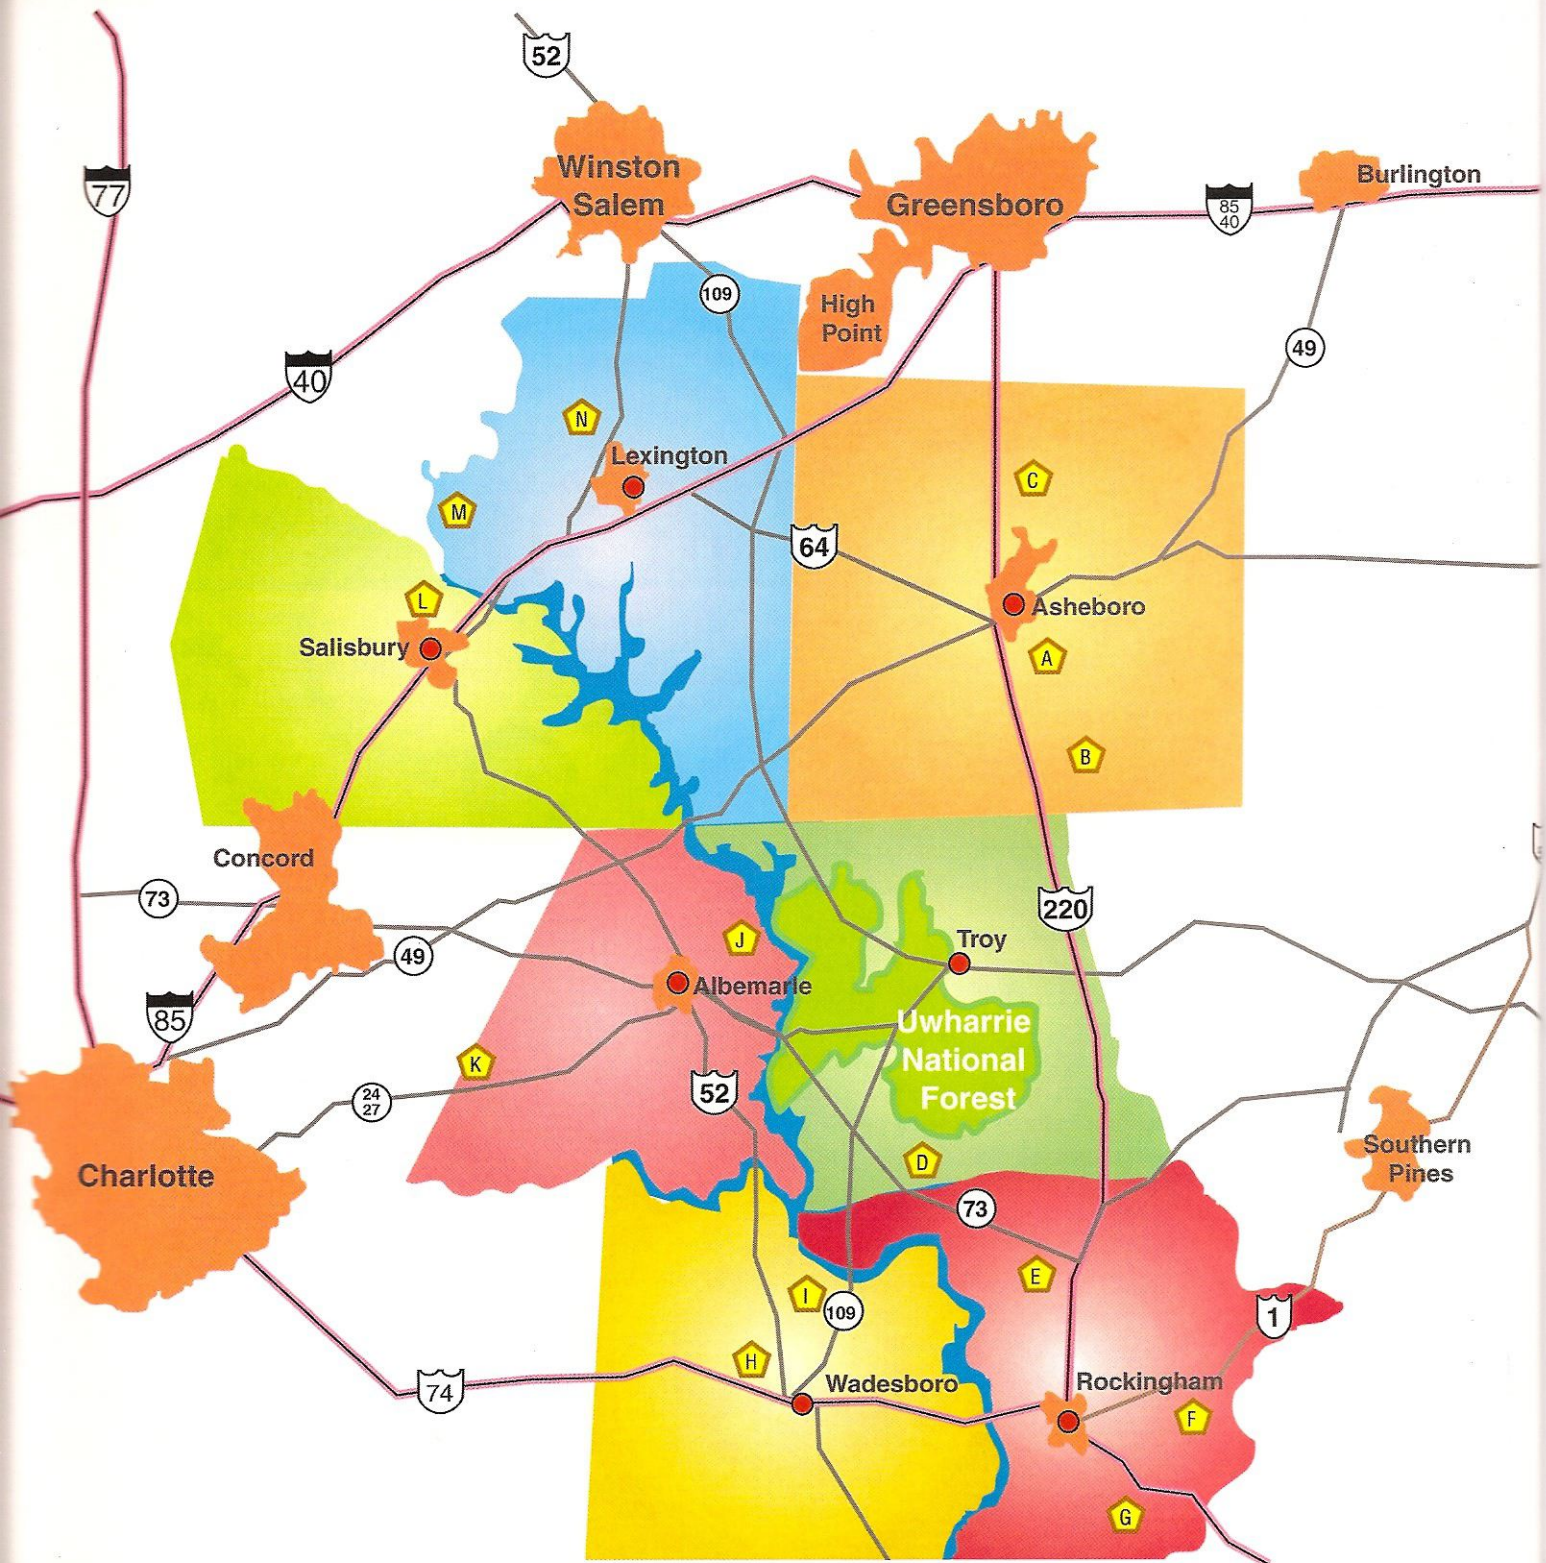 52
Winston
Salem
77
Greensboro
Burlington
85
40
109
High
Point
49
40
N
Lexington
C
M
64
L
Asheboro
Salisbury
A
B
Concord
73
220
49
J
Troy
Albemarle
85
Uwharrie
National
Forest
K
52
24
27
Charlotte
Southern
Pines
D
73
E
I
109
1
H
74
Wadesboro
Rockingham
F
G